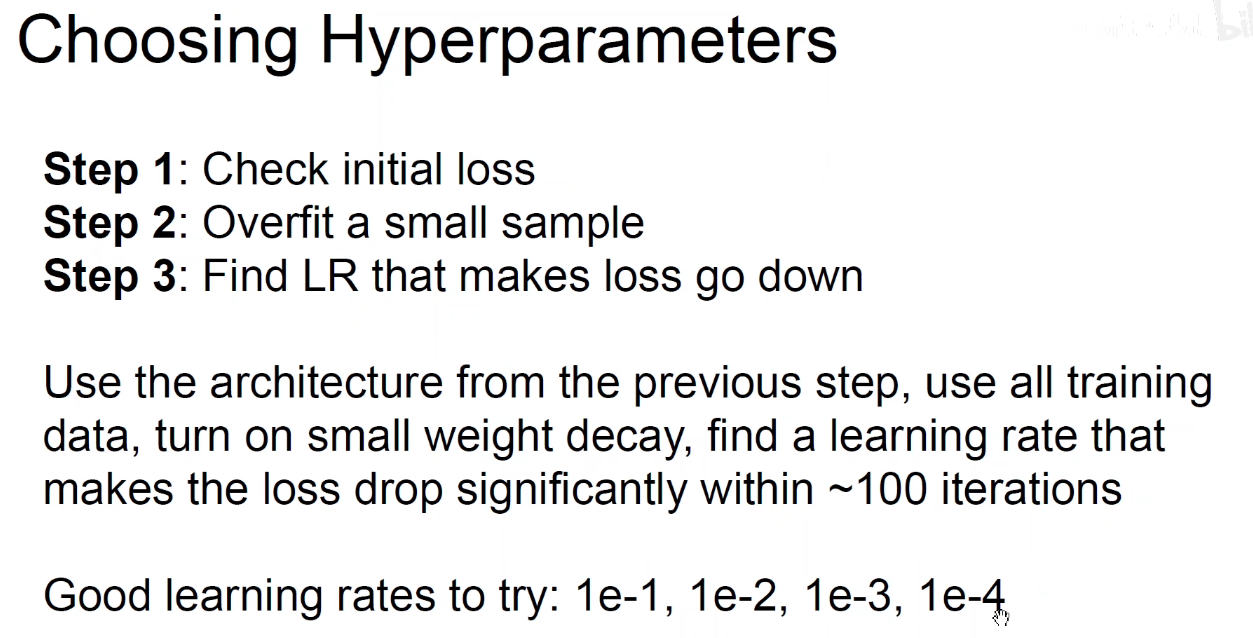 Choosing Hyperparameters
Step 1: Check initial loss
Step 2: Overfit a small sample
Step 3: Find LR that makes loss go down
Use the architecture from the previous step, use all training
data, turn on small weight decay, find a learning rate that
makes the loss drop significantly within ~100 iterations
Good learning rates to try: 1e-1, 1e-2, 1e-3, 1e-4